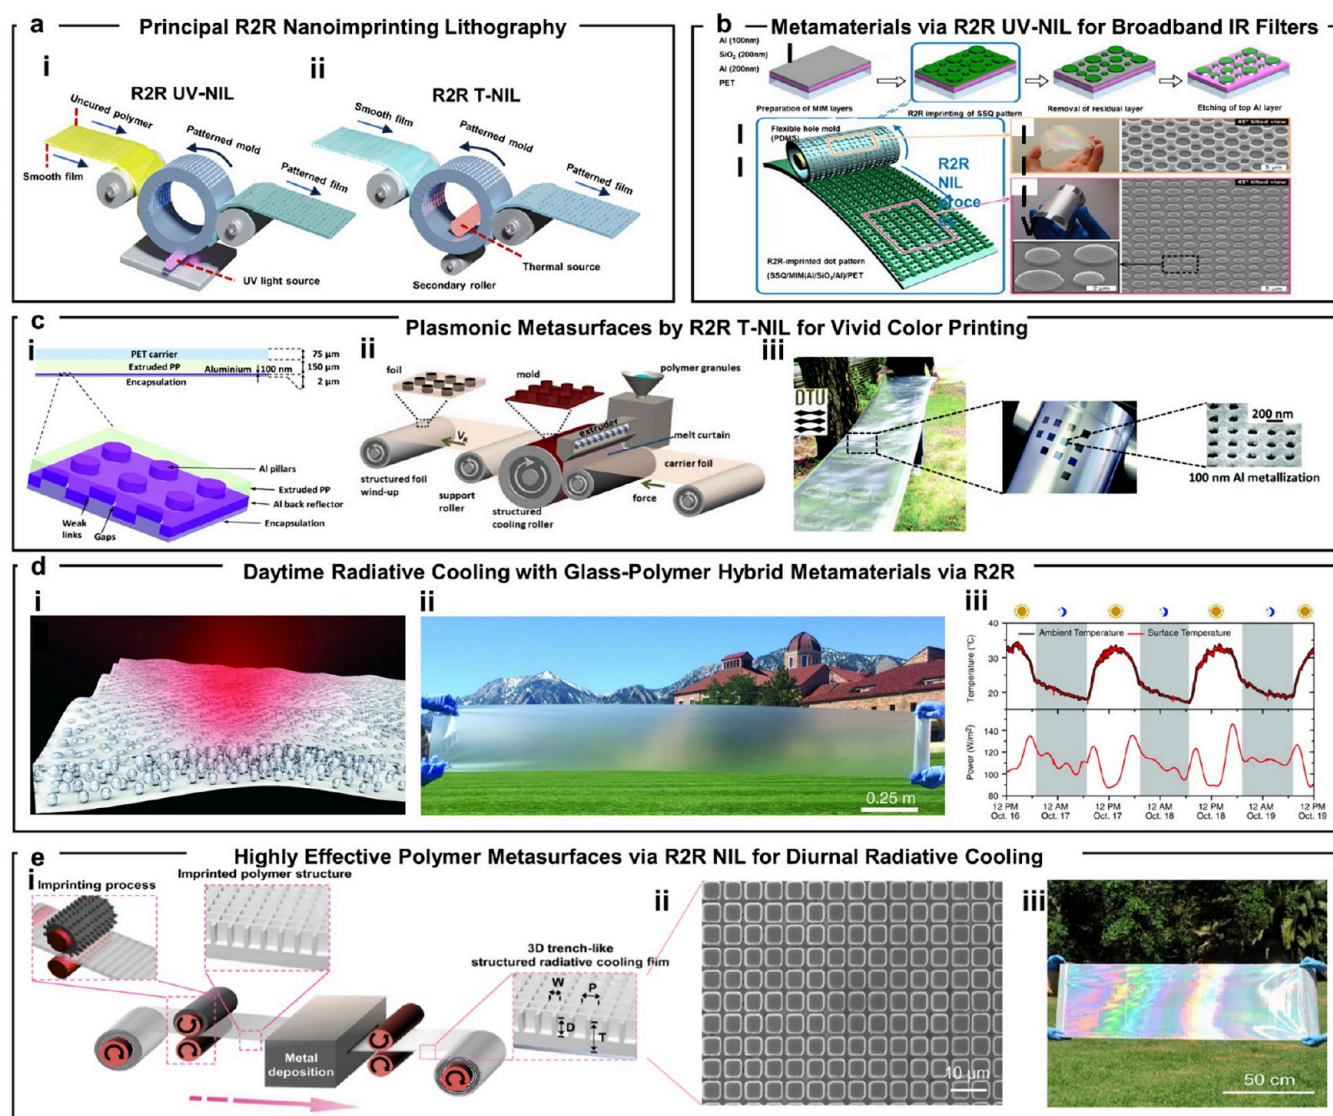 a Principal R2R Nanoimprinting Lithography
i
R2R UV-NIL
Uncured polymer
Patterned mold
Smooth film
Patterned film
UV light source
ii
R2R T-NIL
Smooth film
Patterned mold
Patterned film
Thermal source
Secondary roller
b Metamaterials via R2R UV-NIL for Broadband IR Filters
Al (100nm)
SiO₂ (200nm)
Al (200nm)
PET
Preparation of MIM layers
R2R imprinting of SSQ pattern
Removal of residual layer
Etching of top Al layer
Flexible hole mold
(PDMS)
R2R
NIL
R2R-imprinted dot pattern
(SSQ/MIM(Al/SiO₂/Al)/PET
45° tilted view
5 μm
45° tilted view
2 μm
5 μm
c Plasmonic Metasurfaces by R2R T-NIL for Vivid Color Printing
i
PET carrier
75 μm
Extruded PP
150 μm
Aluminium
100 nm
Encapsulation
2 μm
Al pillars
Extruded PP
Al back reflector
Encapsulation
Weak
links
Gaps
ii
foil
mold
polymer granules
extruder
melt curtain
carrier foil
force
V_R
structured foil
wind-up
support
roller
structured
cooling roller
iii
DTU
200 nm
100 nm Al metallization
d Daytime Radiative Cooling with Glass-Polymer Hybrid Metamaterials via R2R
i
ii
0.25 m
iii
Ambient Temperature
Surface Temperature
Temperature (°C)
40
30
20
Power (W/m²)
140
120
100
80
12 PM 12 AM 12 PM 12 AM 12 PM 12 AM 12 PM
Oct. 16 Oct. 17 Oct. 17 Oct. 18 Oct. 18 Oct. 19 Oct. 19
e Highly Effective Polymer Metasurfaces via R2R NIL for Diurnal Radiative Cooling
i
Imprinting process
Imprinted polymer structure
3D trench-like
structured radiative cooling film
W
P
D
T
Metal
deposition
ii
10 μm
iii
50 cm